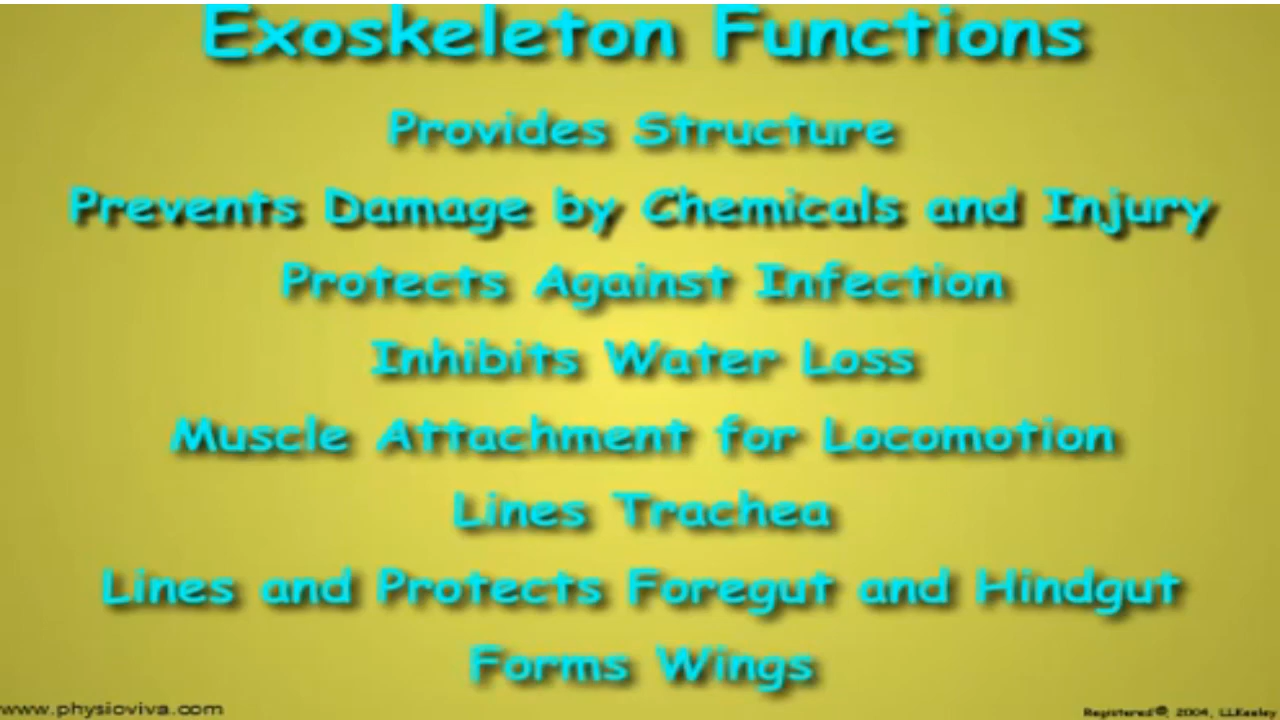 Exoskeleton Functions
Provides Structure
Prevents Damage by Chemicals and Injury
Protects Against Infection
Inhibits Water Loss
Muscle Attachment for Locomotion
Lines Trachea
Lines and Protects Foregut and Hindgut
Forms Wings
www.physioviva.com
Registered©, 2004, LLKeeley